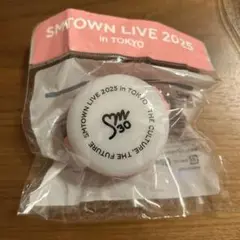 SMTOWN LIVE 2025
in TOKYO
SMTOWN LIVE 2025 in TOKYO · THE CULTURE, THE FUTURE
SM
30